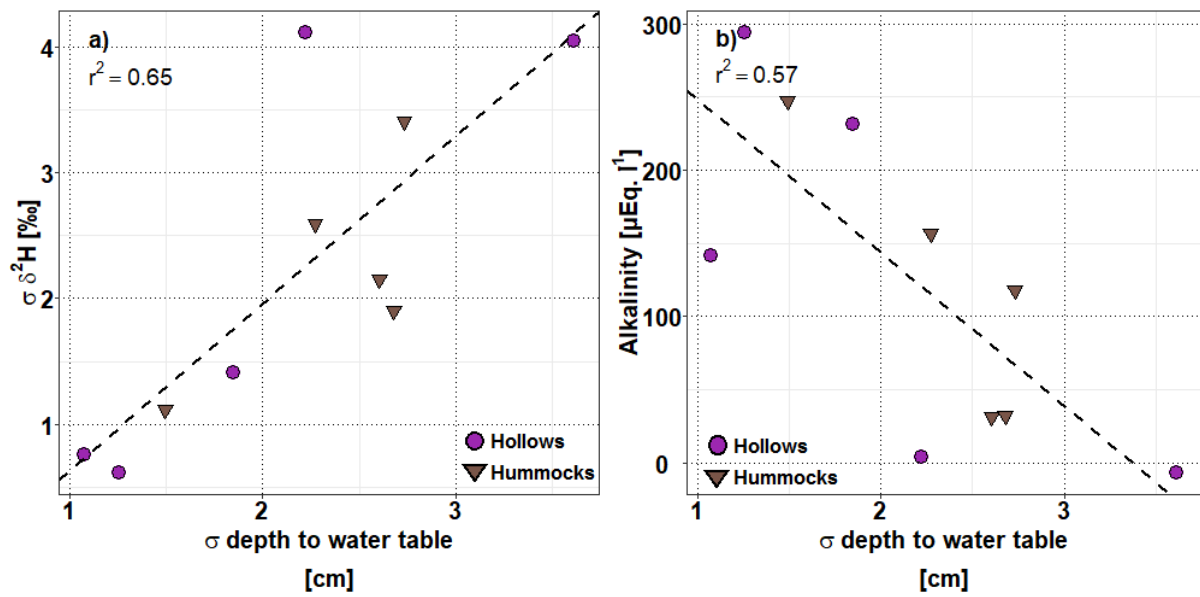 a)
r² = 0.65
σ δ²H [‰]
4
3
2
1
Hollows
Hummocks
1 2 3
σ depth to water table
[cm]
b)
r² = 0.57
Alkalinity [µEq. l¹]
300
200
100
0
Hollows
Hummocks
1 2 3
σ depth to water table
[cm]